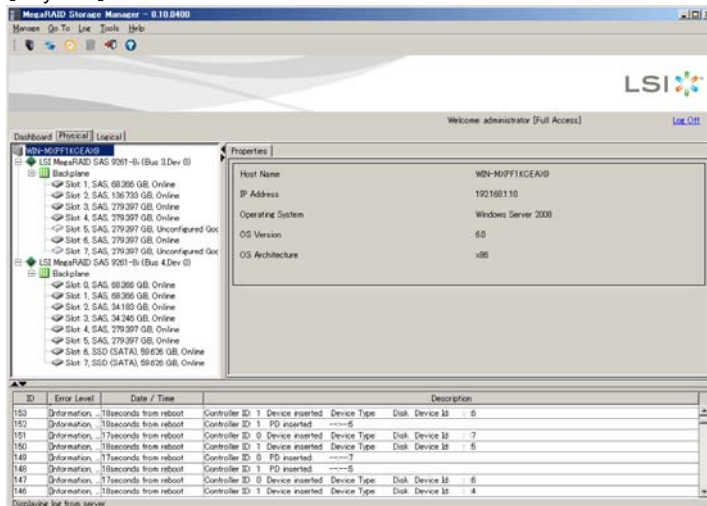 MegaRAID Storage Manager - 8.10.0400
Manage Go To Log Tools Help
LSI
Welcome: administrator [Full Access] Log Off
Dashboard Physical Logical
WIN-MXPF1KGEAX9
LSI MegaRAID SAS 9261-8i (Bus 3,Dev 0)
Backplane
Slot: 1, SAS, 68.366 GB, Online
Slot: 2, SAS, 136.733 GB, Online
Slot: 3, SAS, 279.397 GB, Online
Slot: 4, SAS, 279.397 GB, Online
Slot: 5, SAS, 279.397 GB, Unconfigured Goo
Slot: 6, SAS, 279.397 GB, Online
Slot: 7, SAS, 279.397 GB, Unconfigured Goo
LSI MegaRAID SAS 9261-8i (Bus 4,Dev 0)
Backplane
Slot: 0, SAS, 68.366 GB, Online
Slot: 1, SAS, 68.366 GB, Online
Slot: 2, SAS, 34.183 GB, Online
Slot: 3, SAS, 34.246 GB, Online
Slot: 4, SAS, 279.397 GB, Online
Slot: 5, SAS, 279.397 GB, Online
Slot: 6, SSD (SATA), 59.626 GB, Online
Slot: 7, SSD (SATA), 59.626 GB, Online
Properties
Host Name WIN-MXPF1KGEAX9
IP Address 192.168.1.10
Operating System Windows Server 2008
OS Version 6.0
OS Architecture x86
ID Error Level Date / Time Description
153 [Information, ... 18seconds from reboot Controller ID: 1 Device inserted Device Type: Disk Device Id : 6
152 [Information, ... 18seconds from reboot Controller ID: 1 PD inserted --:--:6
151 [Information, ... 17seconds from reboot Controller ID: 0 Device inserted Device Type: Disk Device Id : 7
150 [Information, ... 18seconds from reboot Controller ID: 1 Device inserted Device Type: Disk Device Id : 5
149 [Information, ... 17seconds from reboot Controller ID: 0 PD inserted --:--:7
148 [Information, ... 18seconds from reboot Controller ID: 1 PD inserted --:--:5
147 [Information, ... 17seconds from reboot Controller ID: 0 Device inserted Device Type: Disk Device Id : 6
146 [Information, ... 18seconds from reboot Controller ID: 1 Device inserted Device Type: Disk Device Id : 4
Displaying log from server